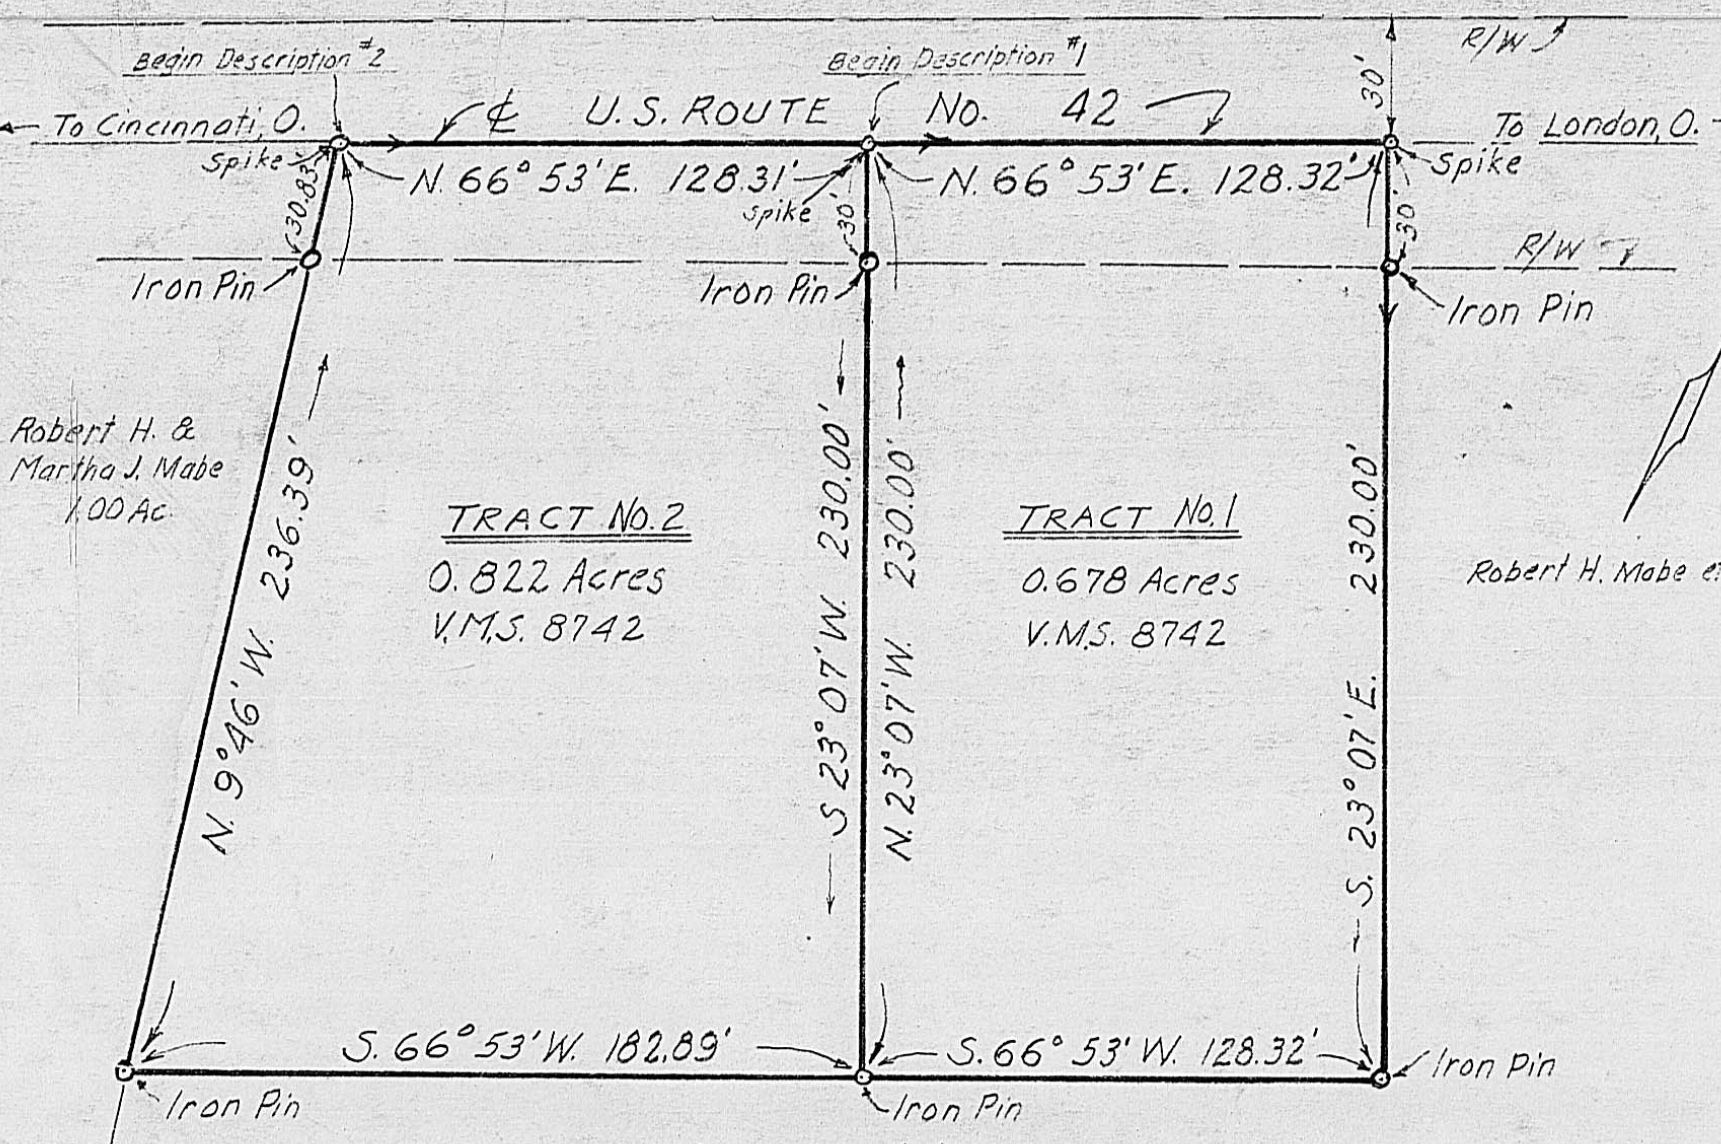 R/W
Begin Description #2
Begin Description #1
30'
To Cincinnati, O.
℄ U.S. ROUTE No. 42
To London, O.
Spike
N. 66° 53' E. 128.31'
N. 66° 53' E. 128.32'
Spike
30.83'
Spike
30'
30'
R/W
Iron Pin
Iron Pin
Iron Pin
Robert H. &
Martha J. Mabe
1.00 Ac.
N. 9° 46' W. 236.39'
TRACT No. 2
0.822 Acres
V.M.S. 8742
S 23° 07' W. 230.00'
N. 23° 07' W. 230.00'
TRACT No. 1
0.678 Acres
V.M.S. 8742
S. 23° 07' E. 230.00'
Robert H. Mabe e
S. 66° 53' W. 182.89'
S. 66° 53' W. 128.32'
Iron Pin
Iron Pin
Iron Pin